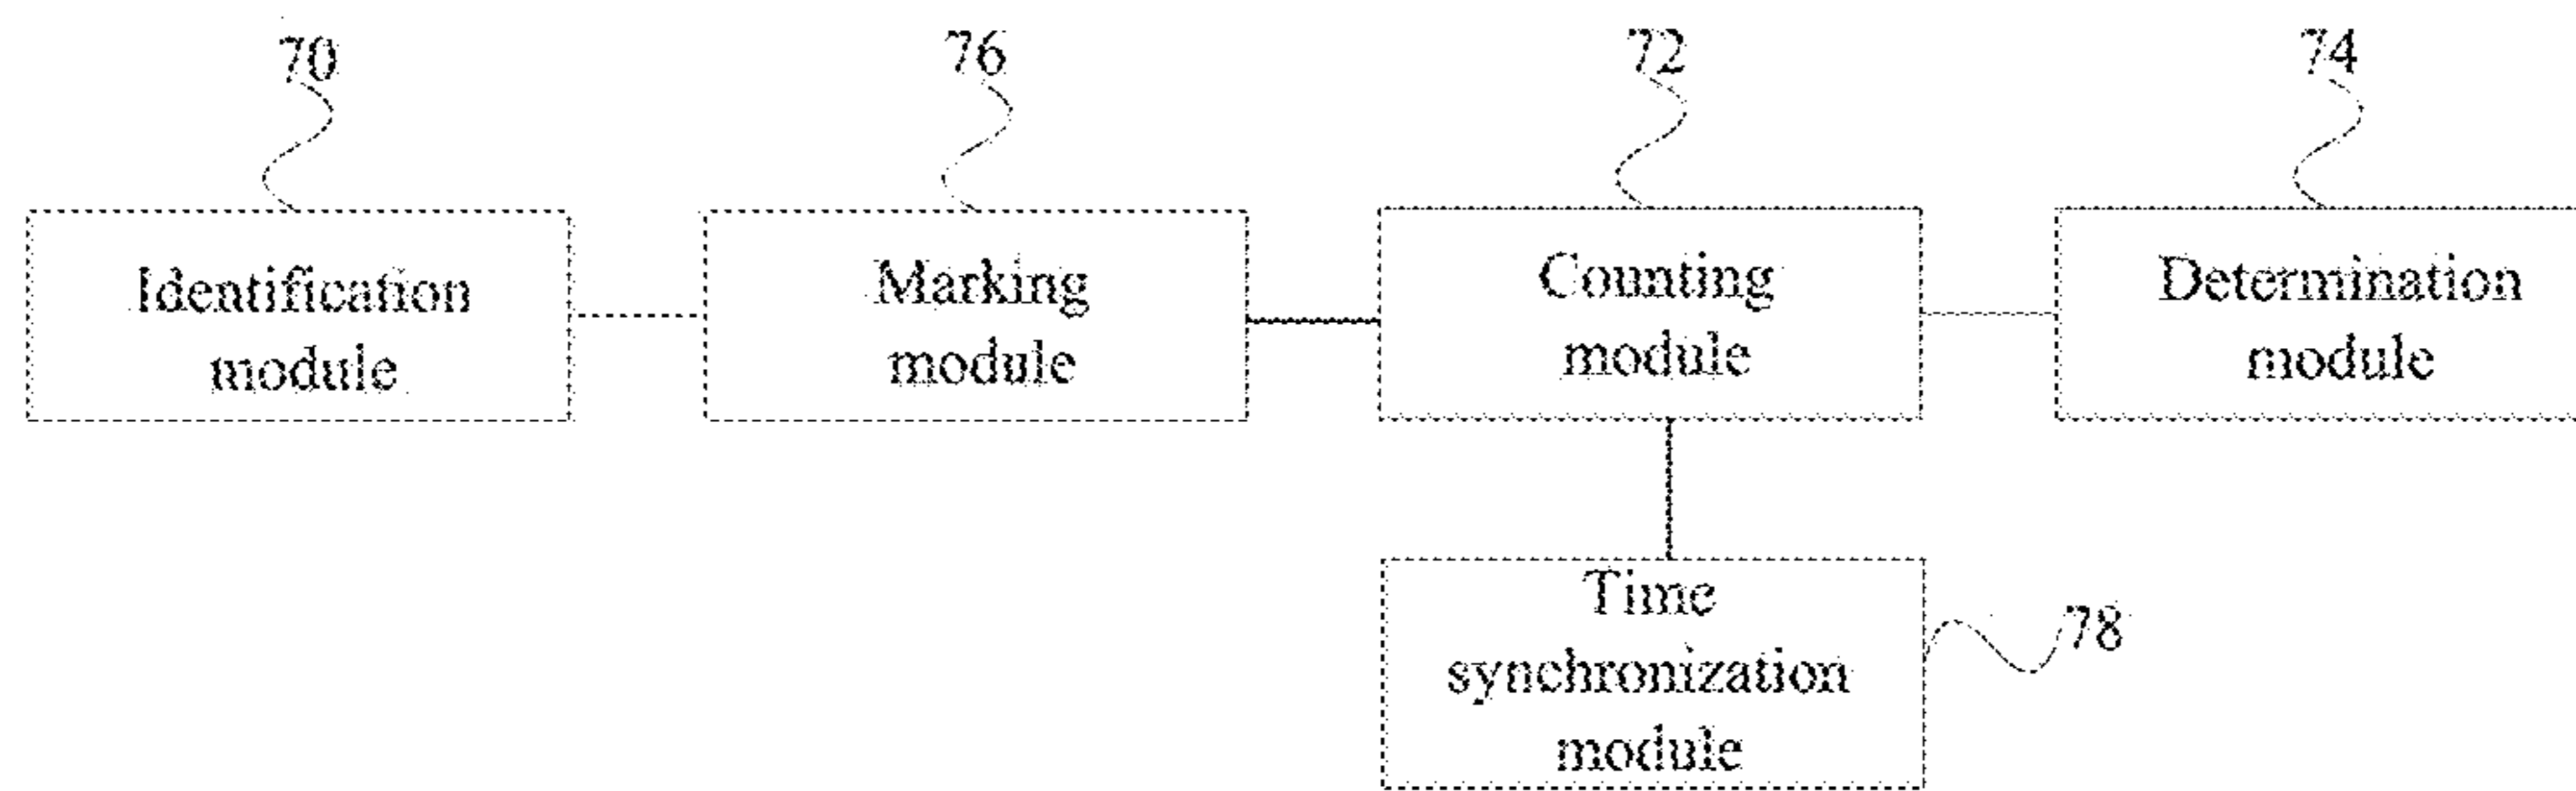 70
76
72
74
Identification
module
Marking
module
Counting
module
Determination
module
Time
synchronization
module
78